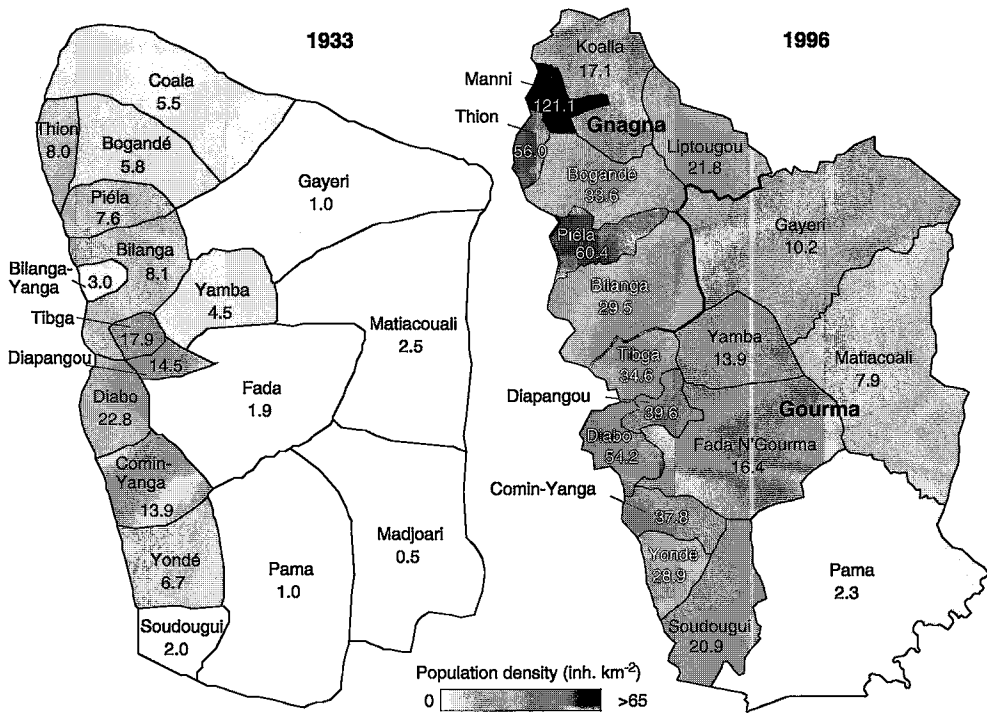 1933
Coala
5.5
Thion
8.0
Bogandé
5.8
Gayeri
1.0
Piéla
7.6
Bilanga
8.1
Bilanga-
Yanga
3.0
Yamba
4.5
Tibga
17.9
Matiacouali
2.5
Diapangou
14.5
Fada
1.9
Diabo
22.8
Comin-
Yanga
13.9
Madjoari
0.5
Yondé
6.7
Pama
1.0
Soudougui
2.0
1996
Koalla
17.1
Manni
121.1
Thion
56.0
Gnagna
Liptougou
21.8
Bogandé
33.6
Gayeri
10.2
Piéla
60.4
Bilanga
29.5
Yamba
13.9
Tibga
34.6
Matiacoali
7.9
Diapangou
39.6
Gourma
Diabo
54.2
Fada N'Gourma
16.4
Comin-Yanga
37.8
Yondé
28.9
Pama
2.3
Soudougui
20.9
Population density (inh. km-2)
0 >65